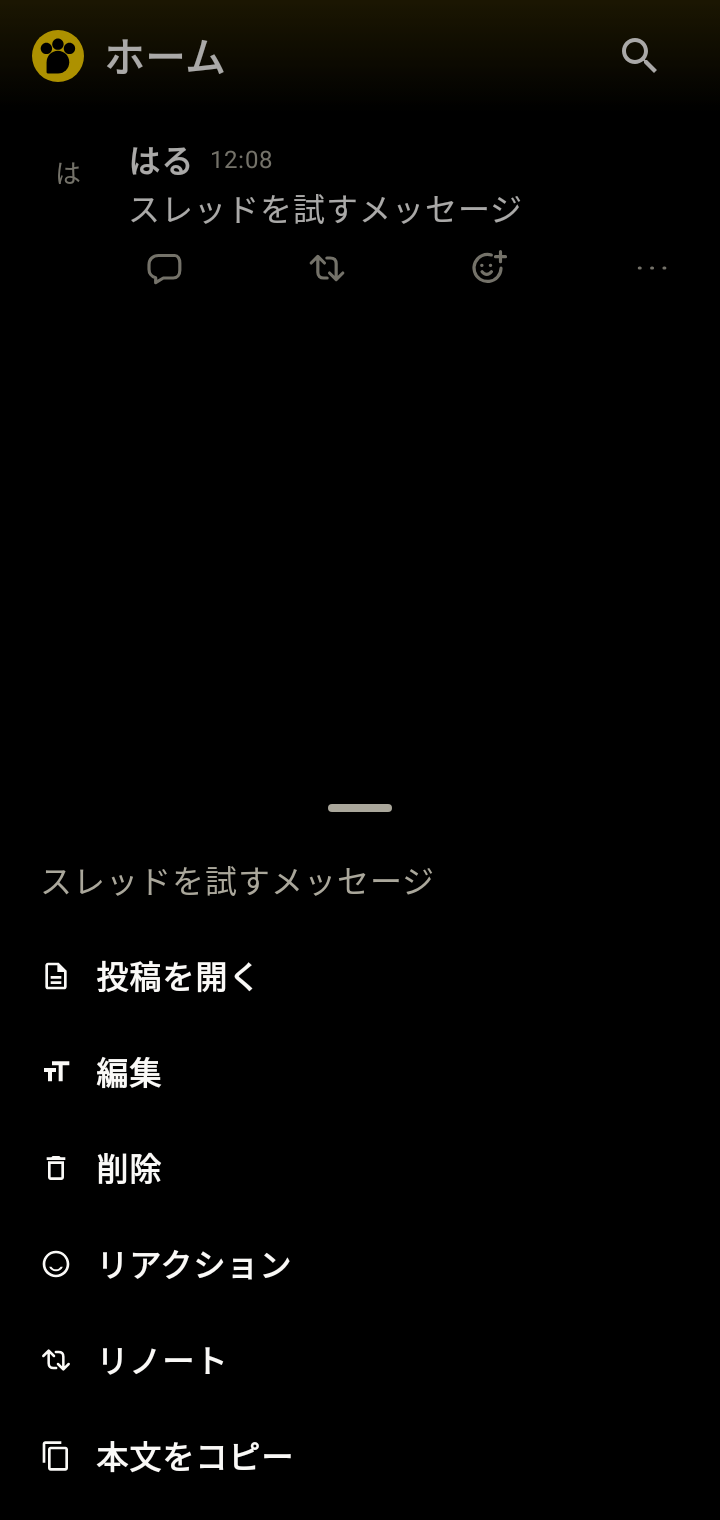 ホーム
は
はる 12:08
スレッドを試すメッセージ
スレッドを試すメッセージ
投稿を開く
編集
削除
リアクション
リノート
本文をコピー